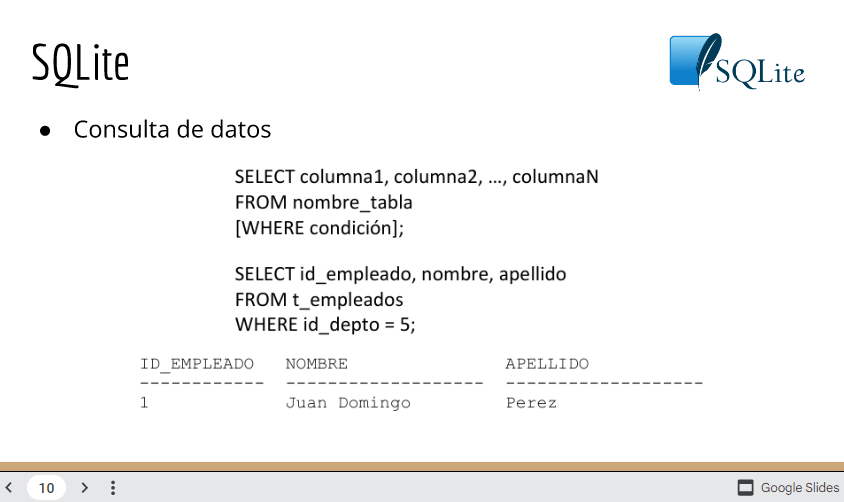 SQLite
SQLite
● Consulta de datos
SELECT columna1, columna2, ..., columnaN
FROM nombre_tabla
[WHERE condición];
SELECT id_empleado, nombre, apellido
FROM t_empleados
WHERE id_depto = 5;
ID_EMPLEADO NOMBRE APELLIDO
------------ ------------------- -------------------
1 Juan Domingo Perez
10 Google Slides